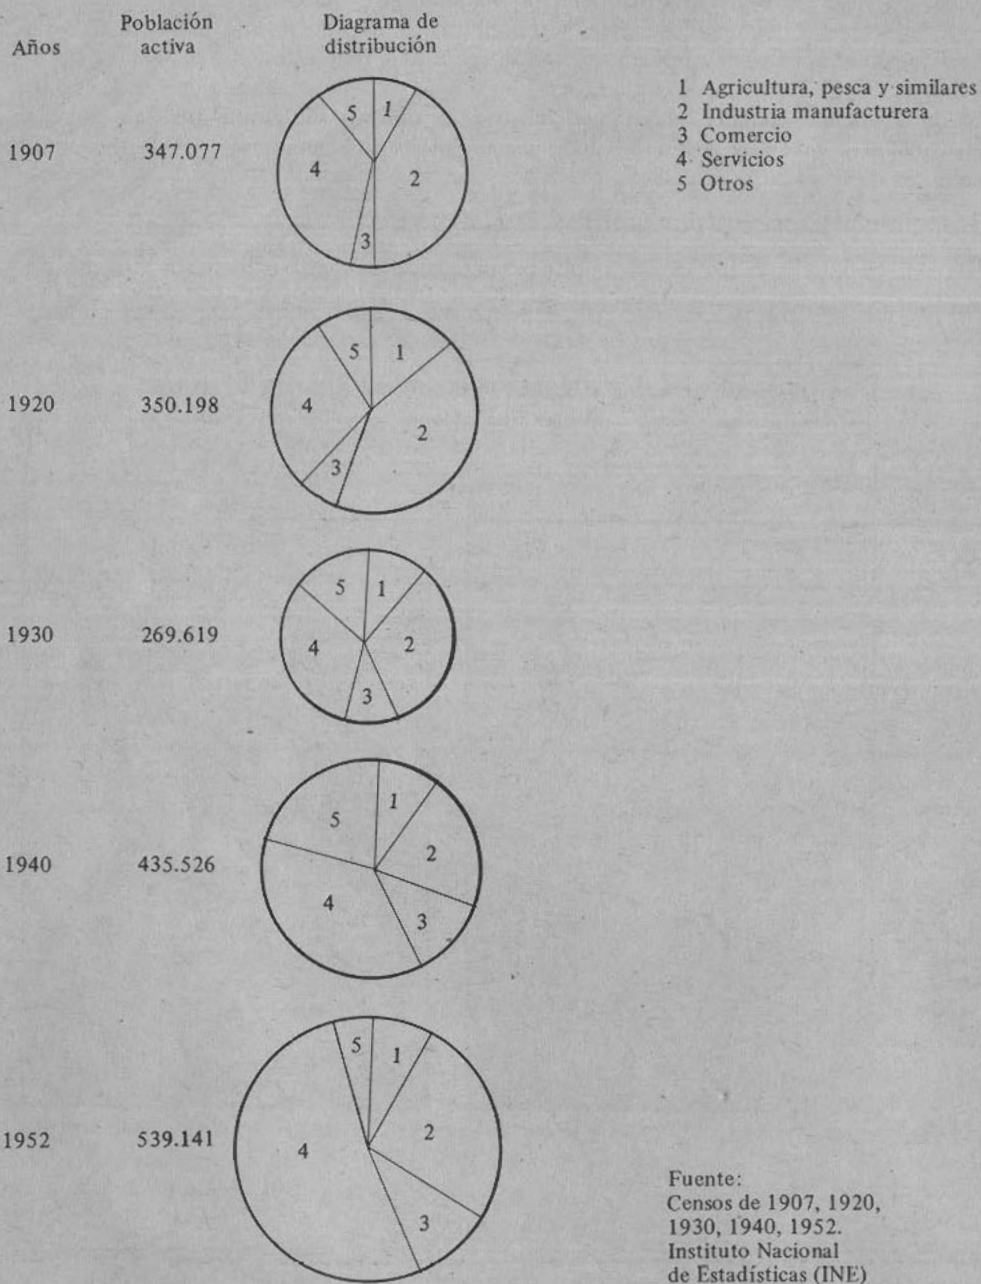 Años
Población
activa
Diagrama de
distribución
1 Agricultura, pesca y similares
2 Industria manufacturera
3 Comercio
4 Servicios
5 Otros
1907 347.077
5 1
4 2
3
1920 350.198
5 1
4 2
3
1930 269.619
5 1
4 2
3
1940 435.526
5 1
4 2
3
1952 539.141
5 1
4 2
3
Fuente:
Censos de 1907, 1920,
1930, 1940, 1952.
Instituto Nacional
de Estadísticas (INE)